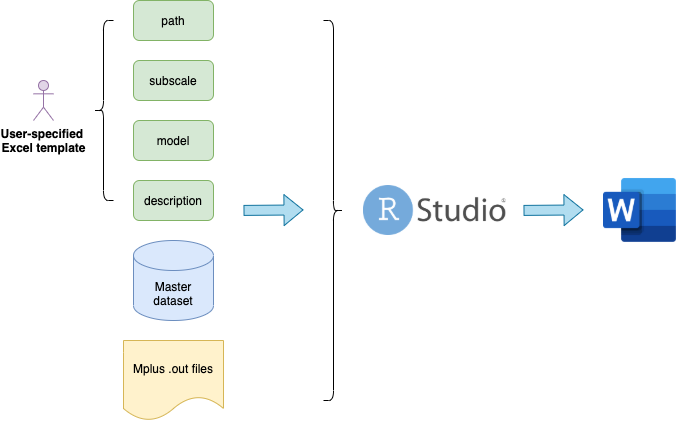 path
subscale
User-specified
Excel template
model
description
R Studio®
W
Master
dataset
Mplus .out files